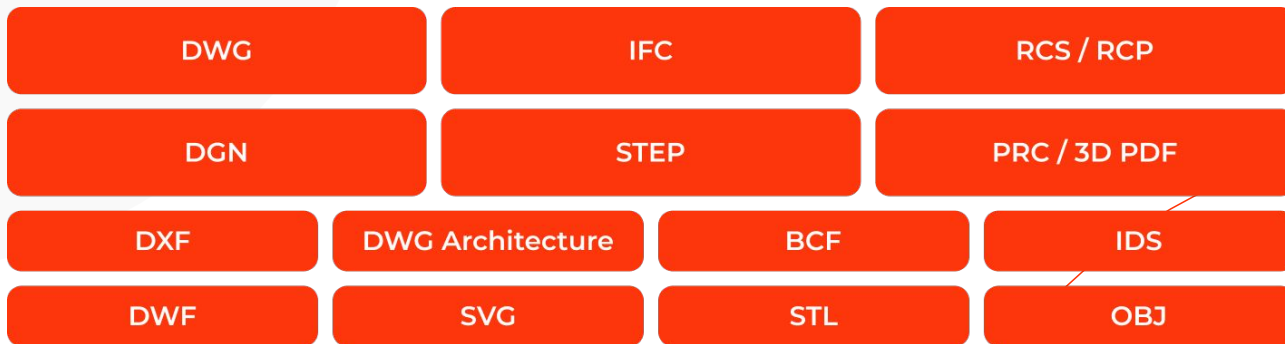 DWG IFC RCS / RCP
DGN STEP PRC / 3D PDF
DXF DWG Architecture BCF IDS
DWF SVG STL OBJ